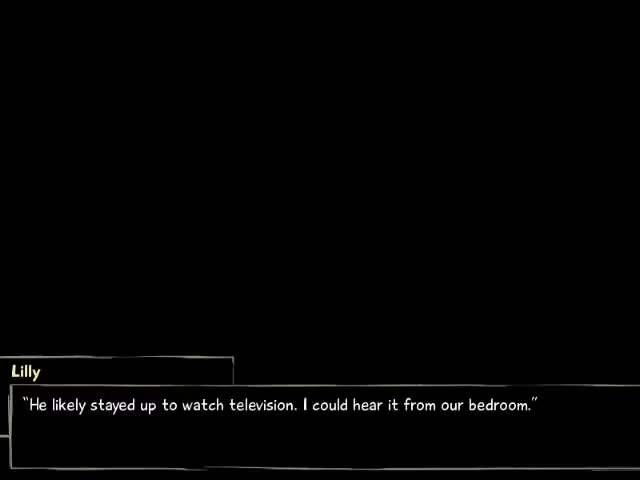 Lilly
“He likely stayed up to watch television. I could hear it from our bedroom.”